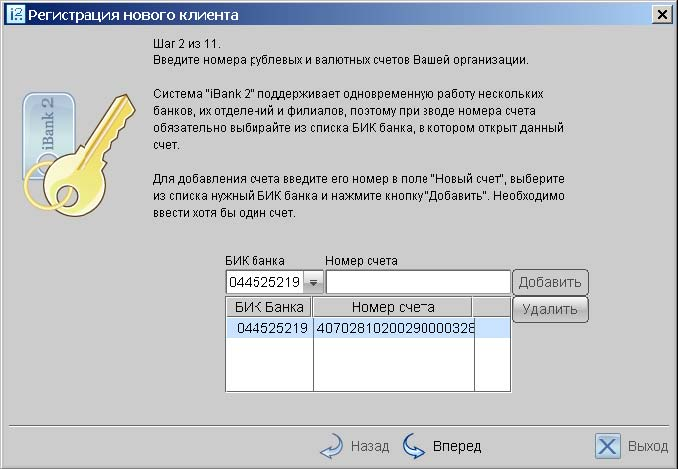 Регистрация нового клиента
Шаг 2 из 11.
Введите номера рублевых и валютных счетов Вашей организации.
Система "iBank 2" поддерживает одновременную работу нескольких
банков, их отделений и филиалов, поэтому при вводе номера счета
обязательно выбирайте из списка БИК банка, в котором открыт данный
счет.
iBank 2
Для добавления счета введите его номер в поле "Новый счет", выберите
из списка нужный БИК банка и нажмите кнопку "Добавить". Необходимо
ввести хотя бы один счет.
БИК банка Номер счета
044525219 Добавить
БИК Банка Номер счета Удалить
044525219 40702810200290000328
Назад Вперед Выход